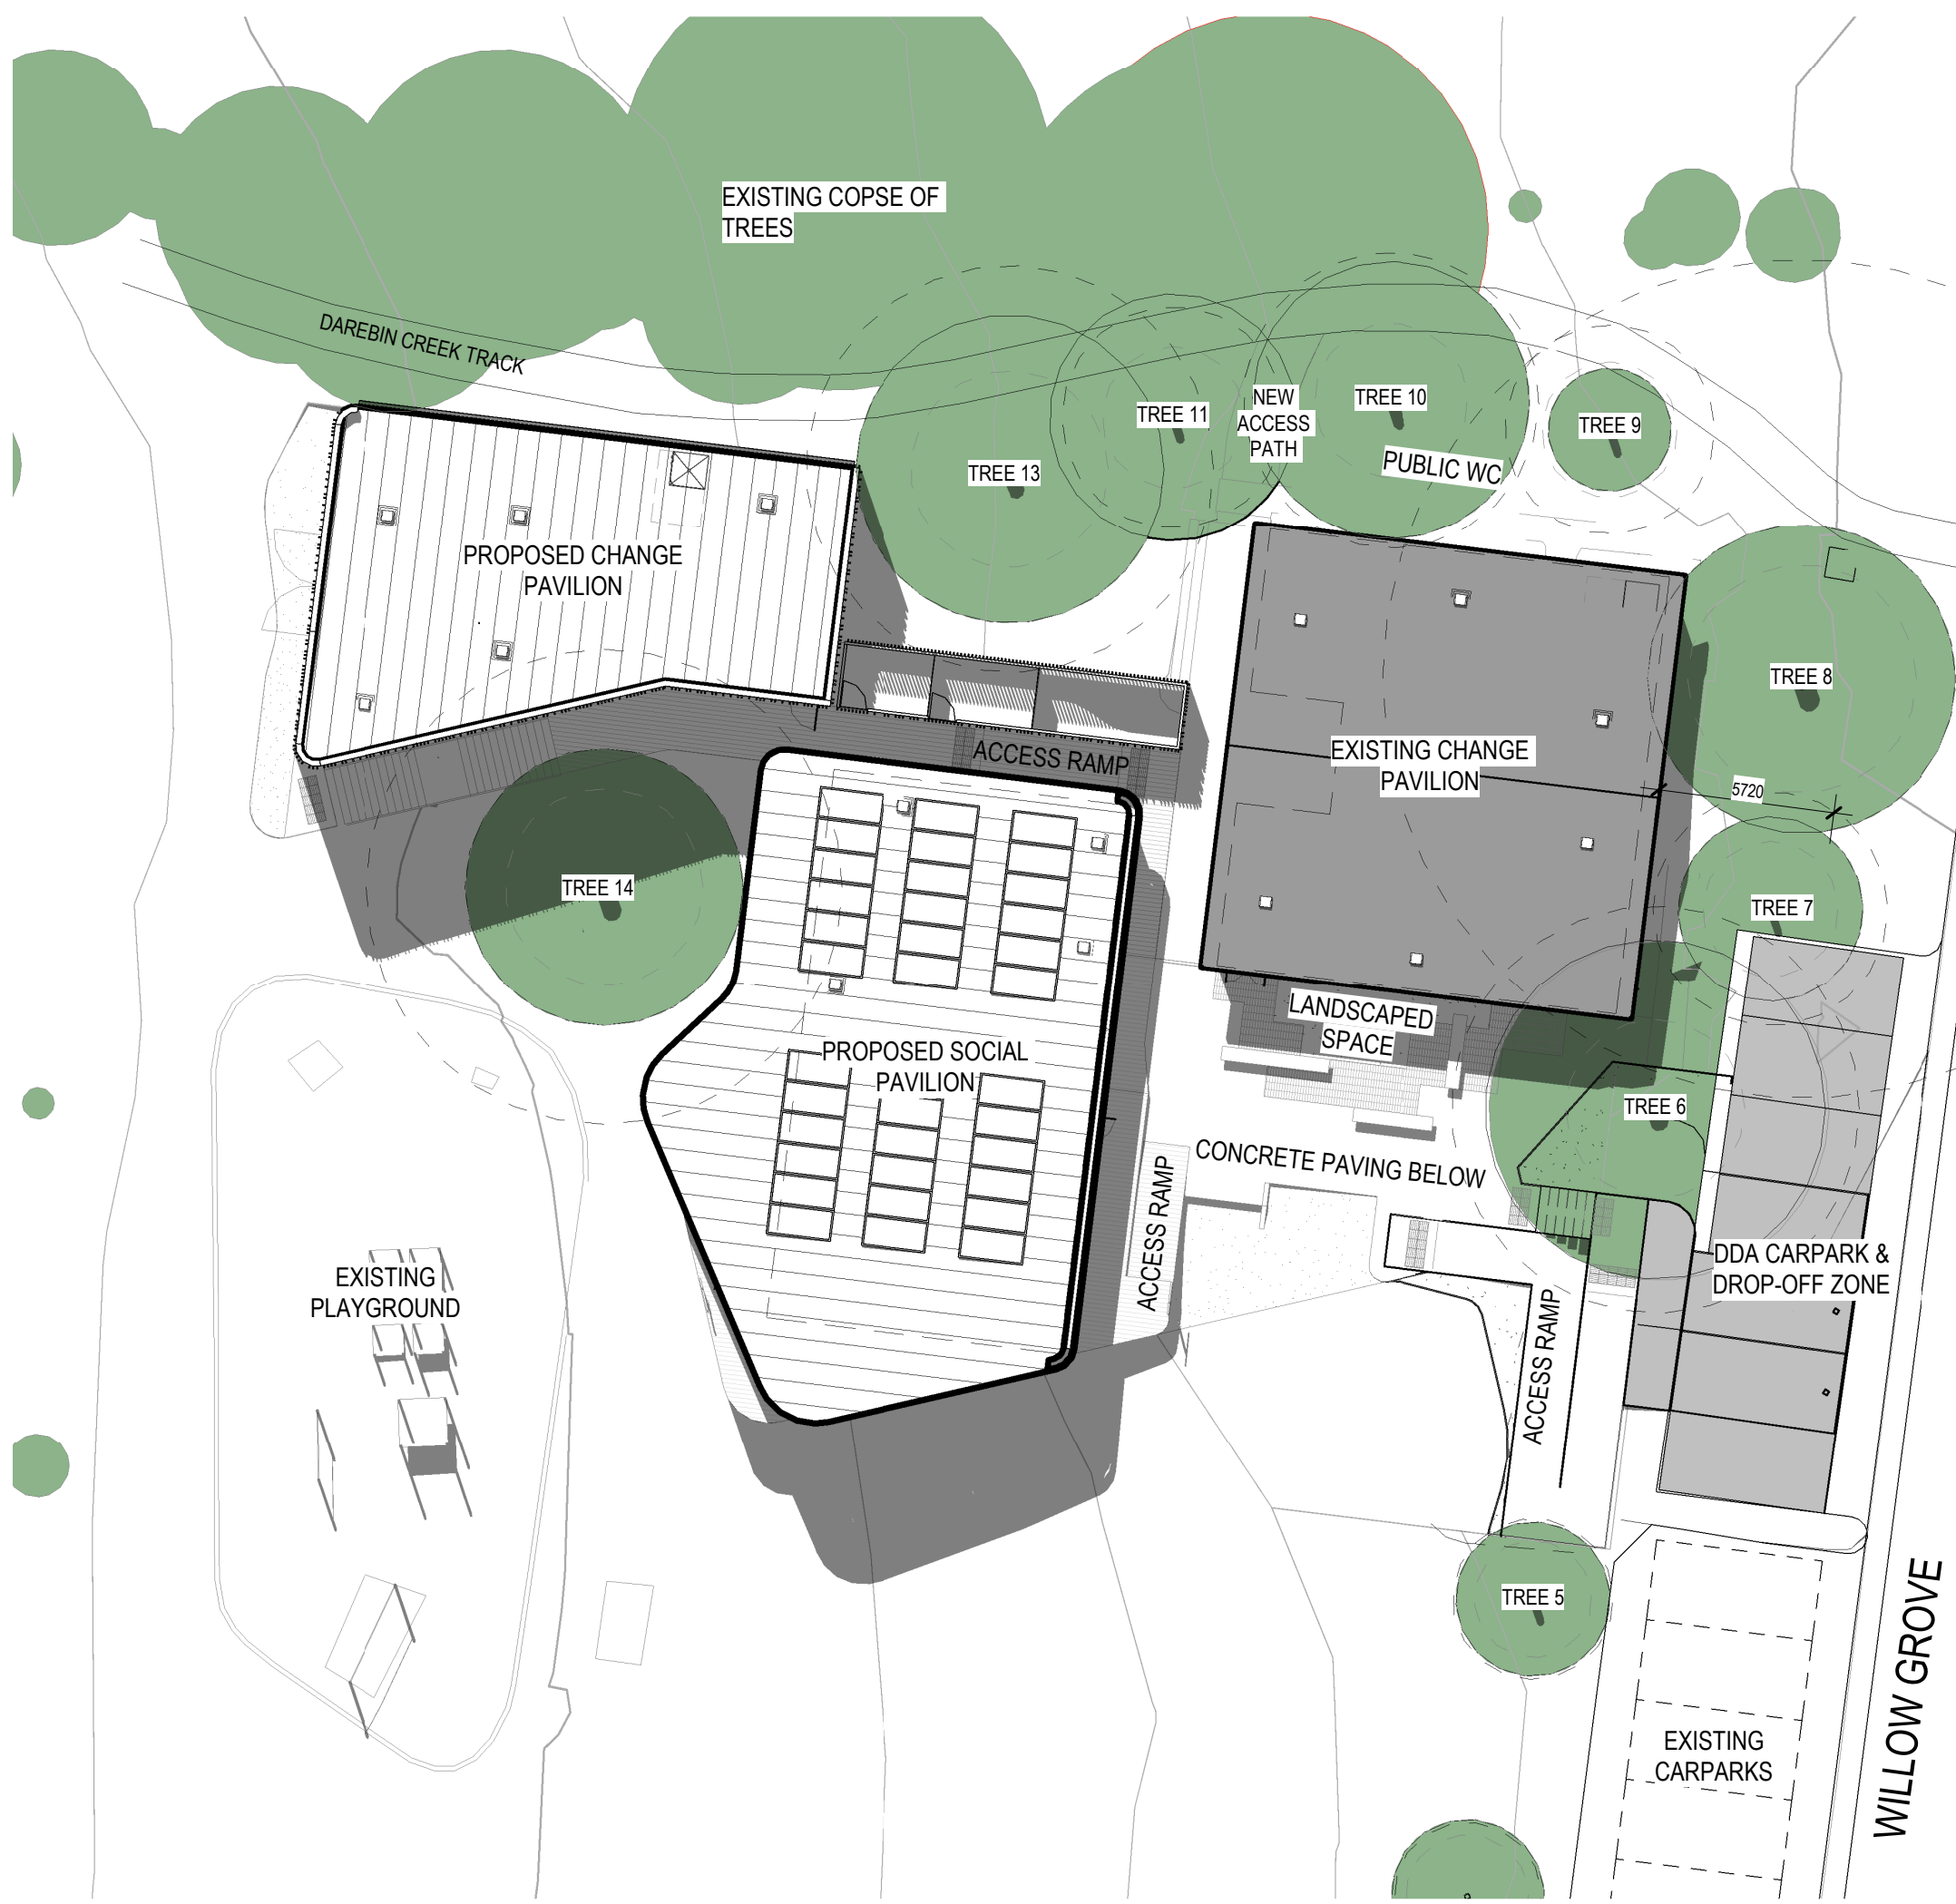 EXISTING COPSE OF
TREES
DAREBIN CREEK TRACK
TREE 11
NEW
ACCESS
PATH
TREE 10
TREE 9
PUBLIC WC
TREE 13
PROPOSED CHANGE
PAVILION
TREE 8
ACCESS RAMP
EXISTING CHANGE
PAVILION
5720
TREE 14
TREE 7
LANDSCAPED
SPACE
PROPOSED SOCIAL
PAVILION
TREE 6
CONCRETE PAVING BELOW
ACCESS RAMP
DDA CARPARK &
DROP-OFF ZONE
EXISTING
PLAYGROUND
ACCESS RAMP
TREE 5
WILLOW GROVE
EXISTING
CARPARKS